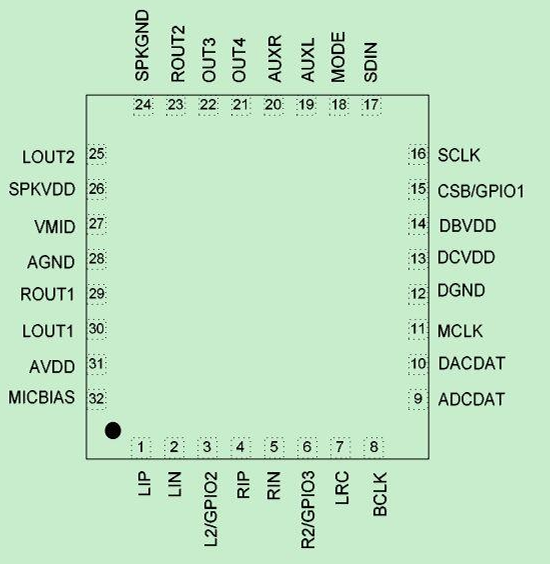 SPKGND
ROUT2
OUT3
OUT4
AUXR
AUXL
MODE
SDIN
24 23 22 21 20 19 18 17
LOUT2 25
SPKVDD 26
VMID 27
AGND 28
ROUT1 29
LOUT1 30
AVDD 31
MICBIAS 32
16 SCLK
15 CSB/GPIO1
14 DBVDD
13 DCVDD
12 DGND
11 MCLK
10 DACDAT
9 ADCDAT
1 2 3 4 5 6 7 8
LIP
LIN
L2/GPIO2
RIP
RIN
R2/GPIO3
LRC
BCLK